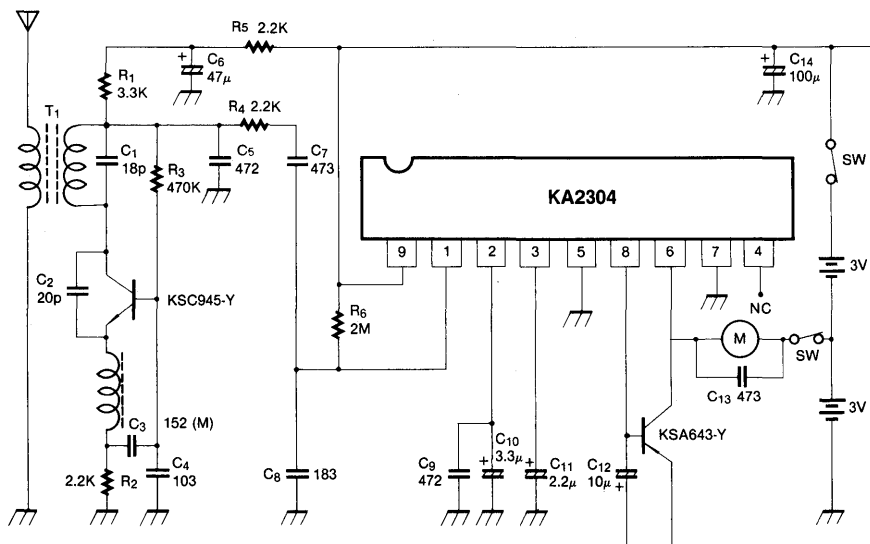 R5 2.2K
+
C6
47μ
+
C14
100μ
R1
3.3K
T1
R4 2.2K
C1
18p
R3
470K
C5
472
C7
473
SW
KA2304
9 1 2 3 5 8 6 7 4
3V
C2
20p
KSC945-Y
R6
2M
NC
M
SW
C13 473
C3
152 (M)
3V
KSA643-Y
2.2K
R2
C4
103
C8
183
C9
472
C10
3.3μ
+
+
C11
2.2μ
C12
10μ
+